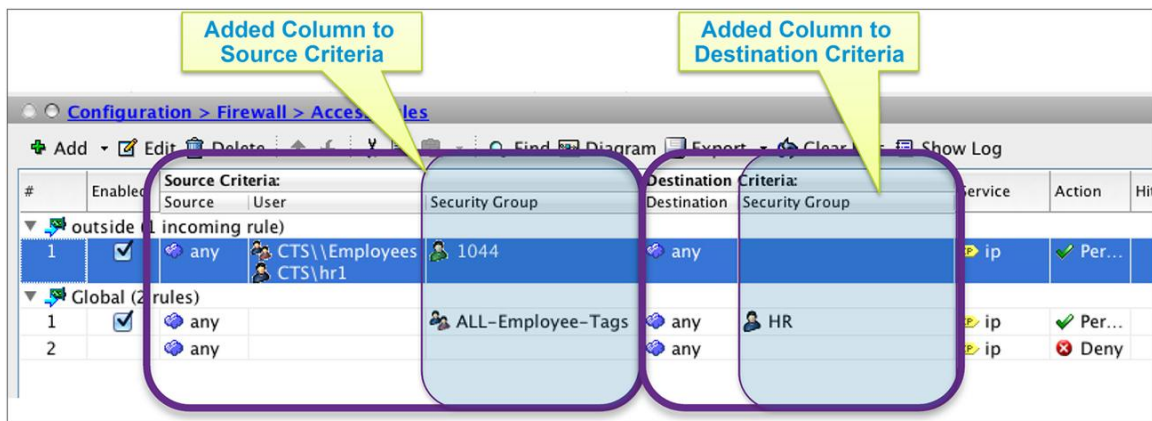 Added Column to
Source Criteria
Added Column to
Destination Criteria
Configuration > Firewall > Access Rules
Add Edit Delete Find Diagram Export Clear Show Log
# Enabled Source Criteria: Destination Criteria: Service Action Hit
Source User Security Group Destination Security Group
outside (1 incoming rule)
1 any CTS\\Employees 1044 any ip Per...
CTS\hr1
Global (2 rules)
1 any ALL-Employee-Tags any HR ip Per...
2 any any ip Deny